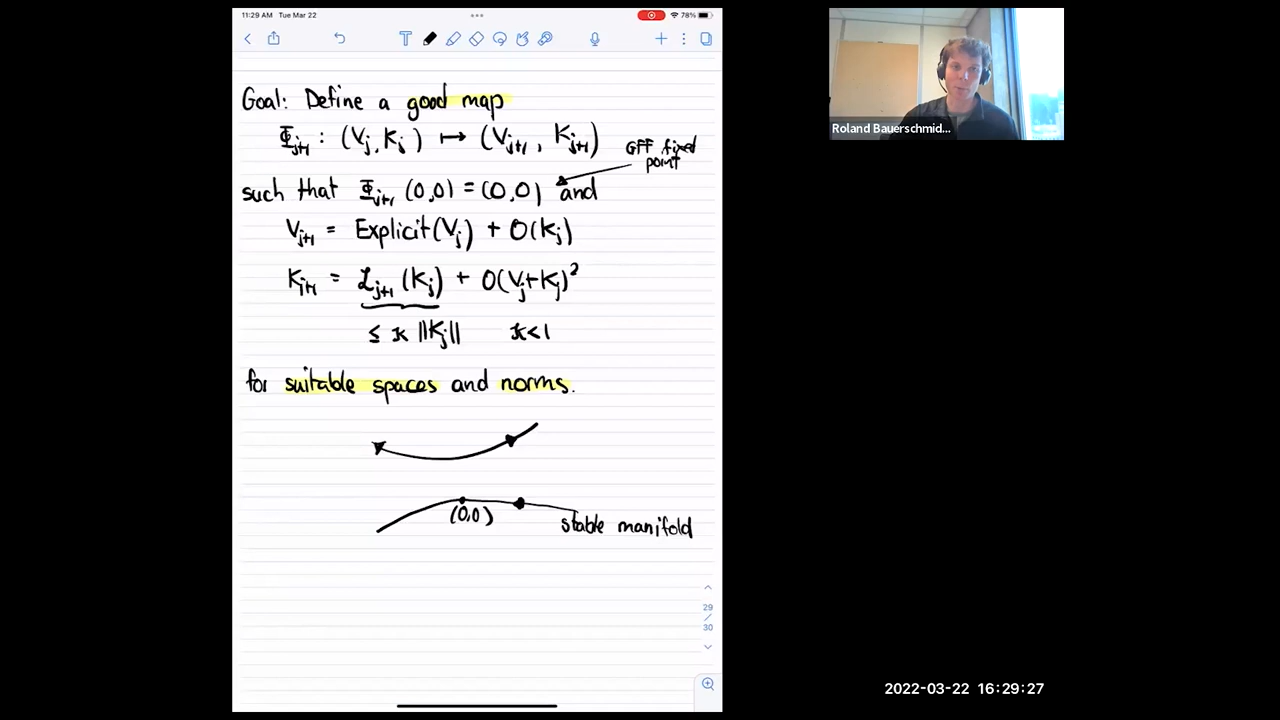 11:29 AM Tue Mar 22
78%
Goal: Define a good map
Φ_{j+1} : (V_j, K_j) ↦ (V_{j+1}, K_{j+1})
GFF fixed
point
such that Φ_{j+1} (0,0) = (0,0) and
V_{j+1} = Explicit(V_j) + O(K_j)
K_{j+1} = ℒ_{j+1} (K_j) + O(V_j+K_j)^2
≤ κ ||K_j|| κ<1
for suitable spaces and norms.
(0,0)
stable manifold
29
/
30
Roland Bauerschmid...
2022-03-22 16:29:27